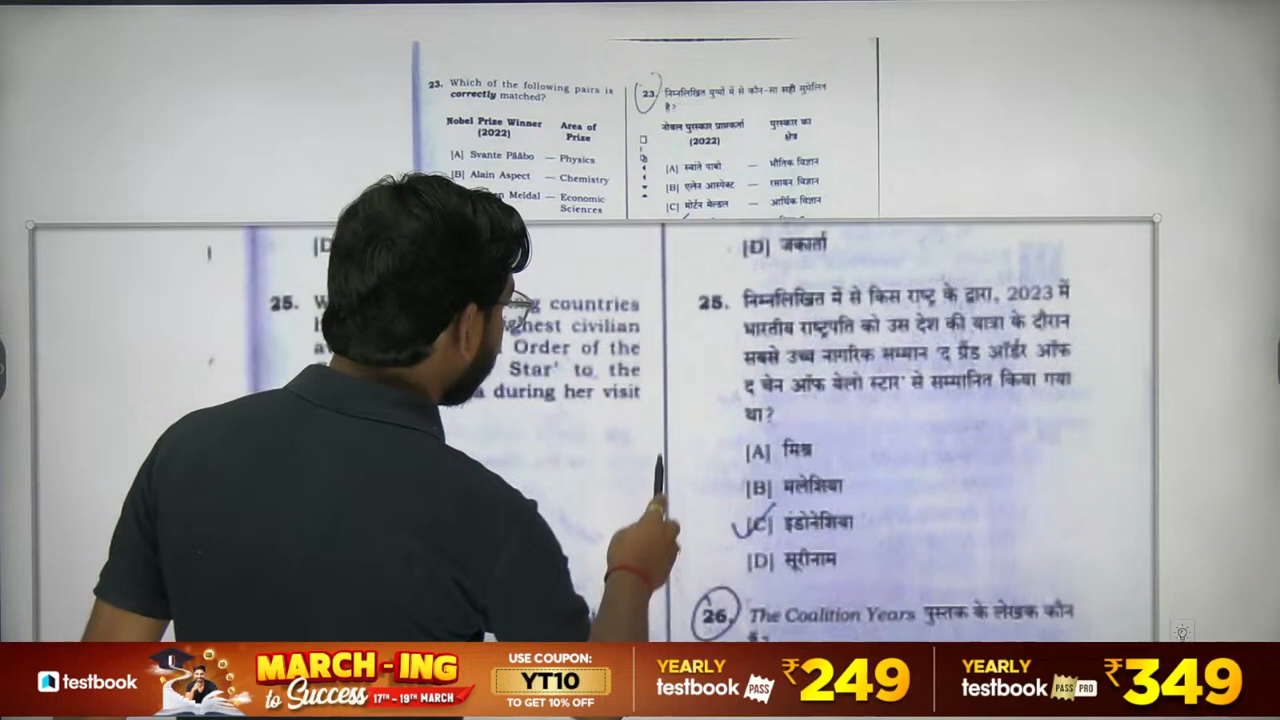 23. Which of the following pairs is
correctly matched?
Nobel Prize Winner
(2022)
Area of
Prize
[A] Svante Pääbo — Physics
[B] Alain Aspect — Chemistry
Meldal — Economic
Sciences
23. निम्नलिखित युग्मों में से कौन-सा सही सुमेलित
है?
नोबल पुरस्कार प्राप्तकर्ता
(2022)
पुरस्कार का
क्षेत्र
[A] स्वांते पाबो — भौतिक विज्ञान
[B] एलेन आस्पेक्ट — रसायन विज्ञान
[C] मोर्टन मेल्डल — आर्थिक विज्ञान
25.
countries
highest civilian
Order of the
Star' to the
during her visit
[D] जकार्ता
25. निम्नलिखित में से किस राष्ट्र के द्वारा, 2023 में
भारतीय राष्ट्रपति को उस देश की यात्रा के दौरान
सबसे उच्च नागरिक सम्मान 'द ग्रैंड ऑर्डर ऑफ
द चेन ऑफ येलो स्टार' से सम्मानित किया गया
था?
[A] मिस्र
[B] मलेशिया
[C] इंडोनेशिया
[D] सूरीनाम
26. The Coalition Years पुस्तक के लेखक कौन
testbook
MARCH-ING
to Success
17TH - 19TH MARCH
USE COUPON:
YT10
TO GET 10% OFF
YEARLY
testbook PASS
₹249
YEARLY
testbook PASS PRO
₹349